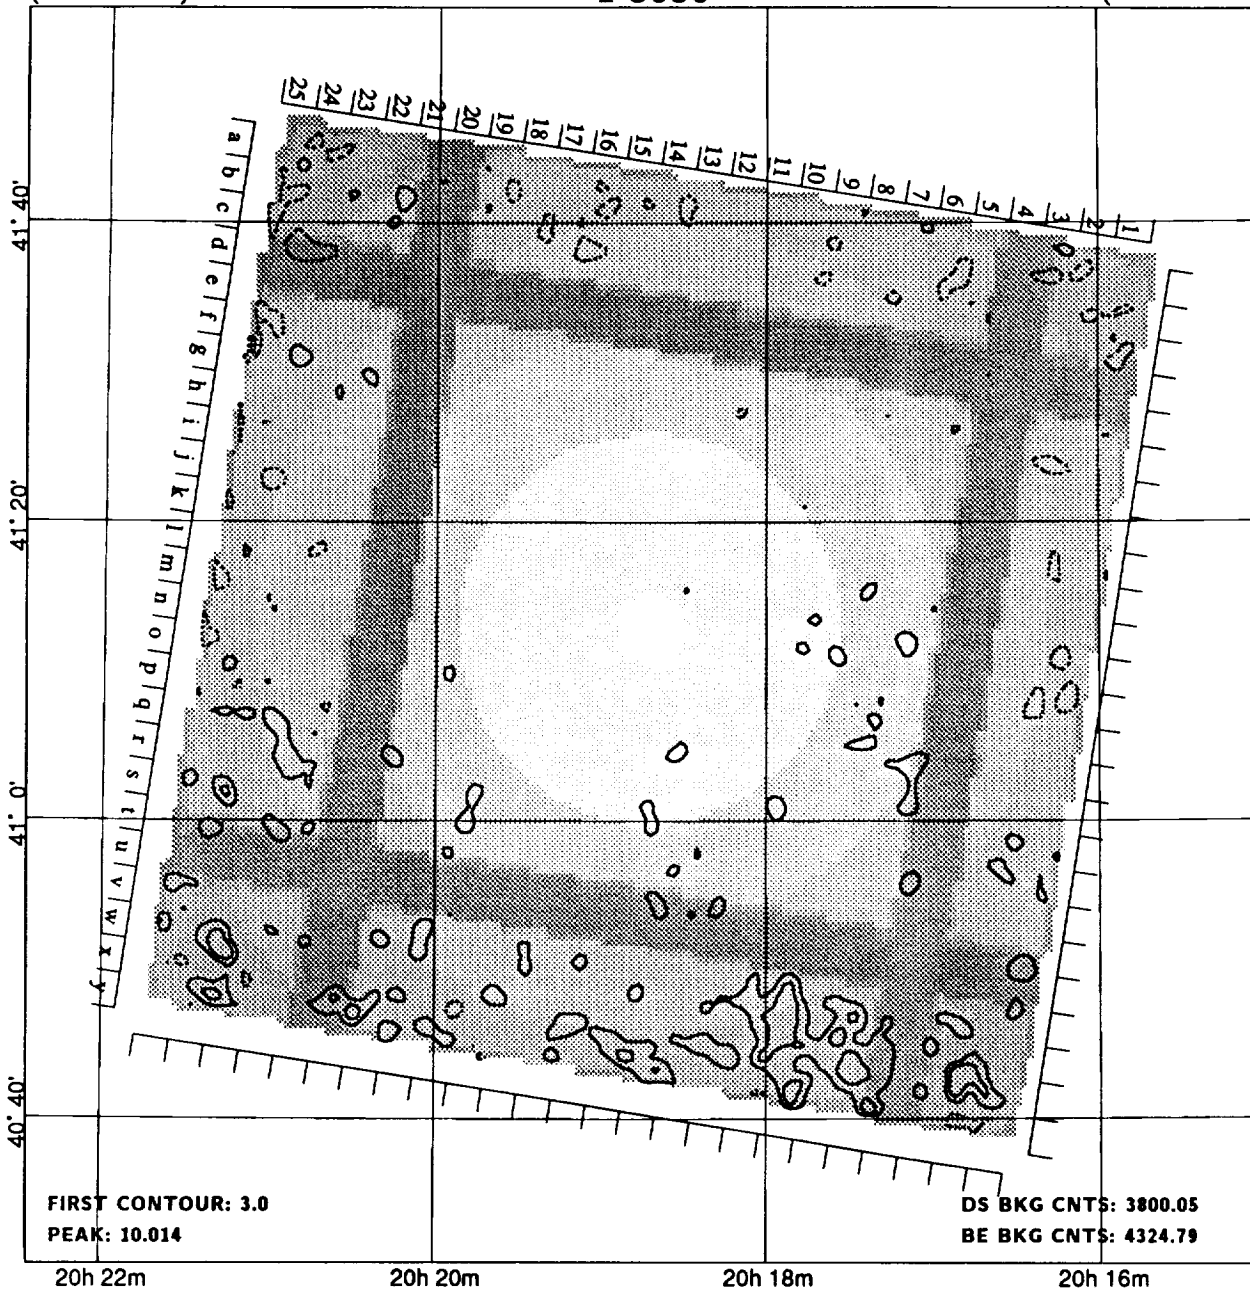 25 24 23 22 21 20 19 18 17 16 15 14 13 12 11 10 9 8 7 6 5 4 3 2 1
a b c d e f g h i j k l m n o p q r s t u v w x y
41° 40'
41° 20'
41° 0'
40° 40'
FIRST CONTOUR: 3.0
PEAK: 10.014
DS BKG CNTS: 3800.05
BE BKG CNTS: 4324.79
20h 22m 20h 20m 20h 18m 20h 16m